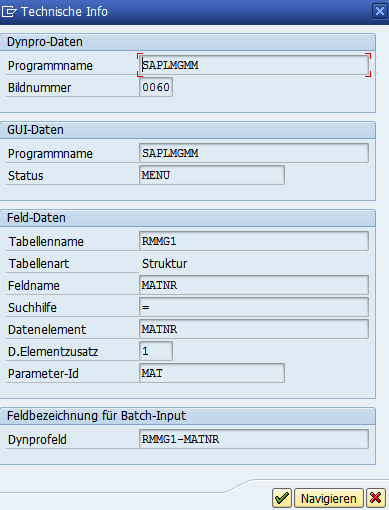 Technische Info
Dynpro-Daten
Programmname SAPLMGMM
Bildnummer 0060
GUI-Daten
Programmname SAPLMGMM
Status MENU
Feld-Daten
Tabellenname RMMG1
Tabellenart Struktur
Feldname MATNR
Suchhilfe =
Datenelement MATNR
D.Elementzusatz 1
Parameter-Id MAT
Feldbezeichnung für Batch-Input
Dynprofeld RMMG1-MATNR
Navigieren